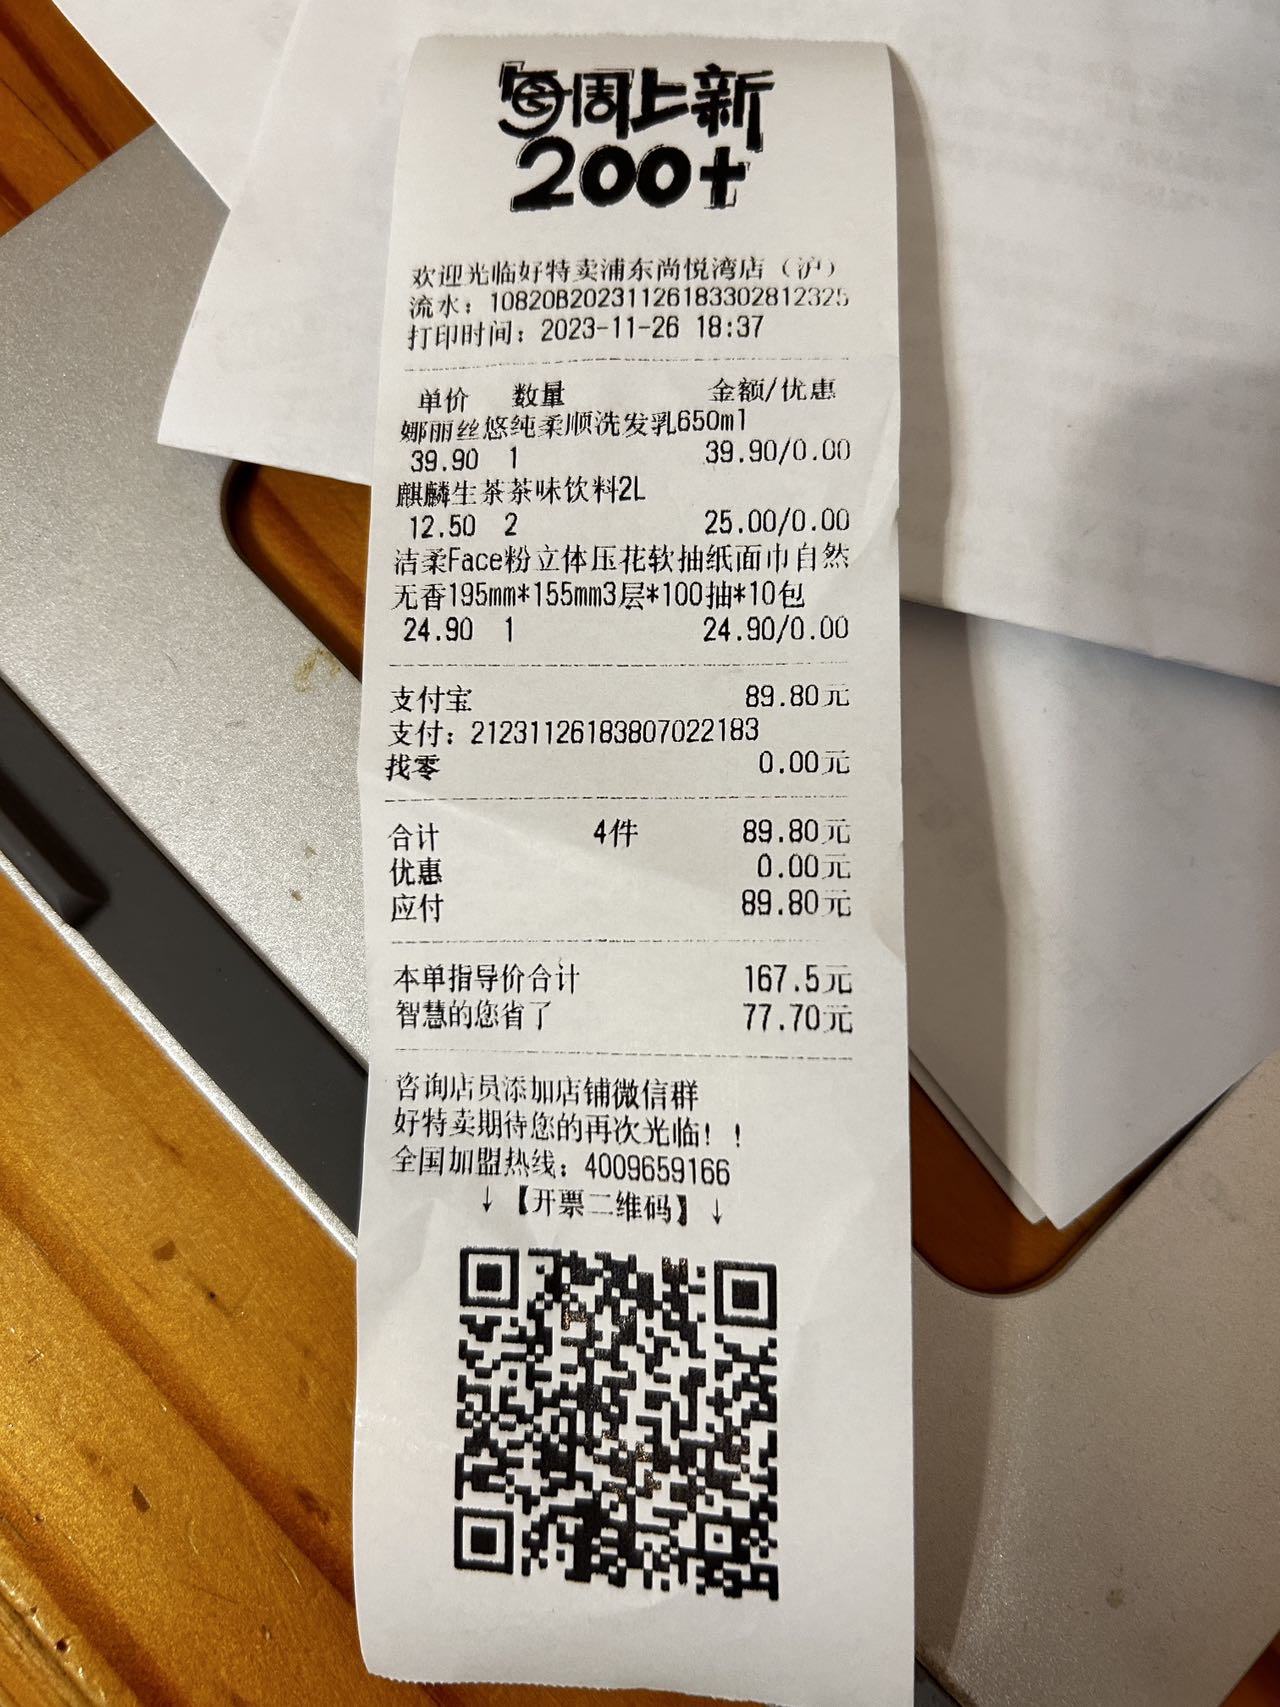 每周上新
200+
欢迎光临好特卖浦东尚悦湾店（沪）
流水：10820B20231126183302812325
打印时间：2023-11-26 18:37
单价 数量 金额/优惠
娜丽丝悠纯柔顺洗发乳650ml
39.90 1 39.90/0.00
麒麟生茶茶味饮料2L
12.50 2 25.00/0.00
洁柔Face粉立体压花软抽纸面巾自然
无香195mm*155mm3层*100抽*10包
24.90 1 24.90/0.00
支付宝 89.80元
支付：21231126183807022183
找零 0.00元
合计 4件 89.80元
优惠 0.00元
应付 89.80元
本单指导价合计 167.5元
智慧的您省了 77.70元
咨询店员添加店铺微信群
好特卖期待您的再次光临！！
全国加盟热线：4009659166
↓【开票二维码】↓